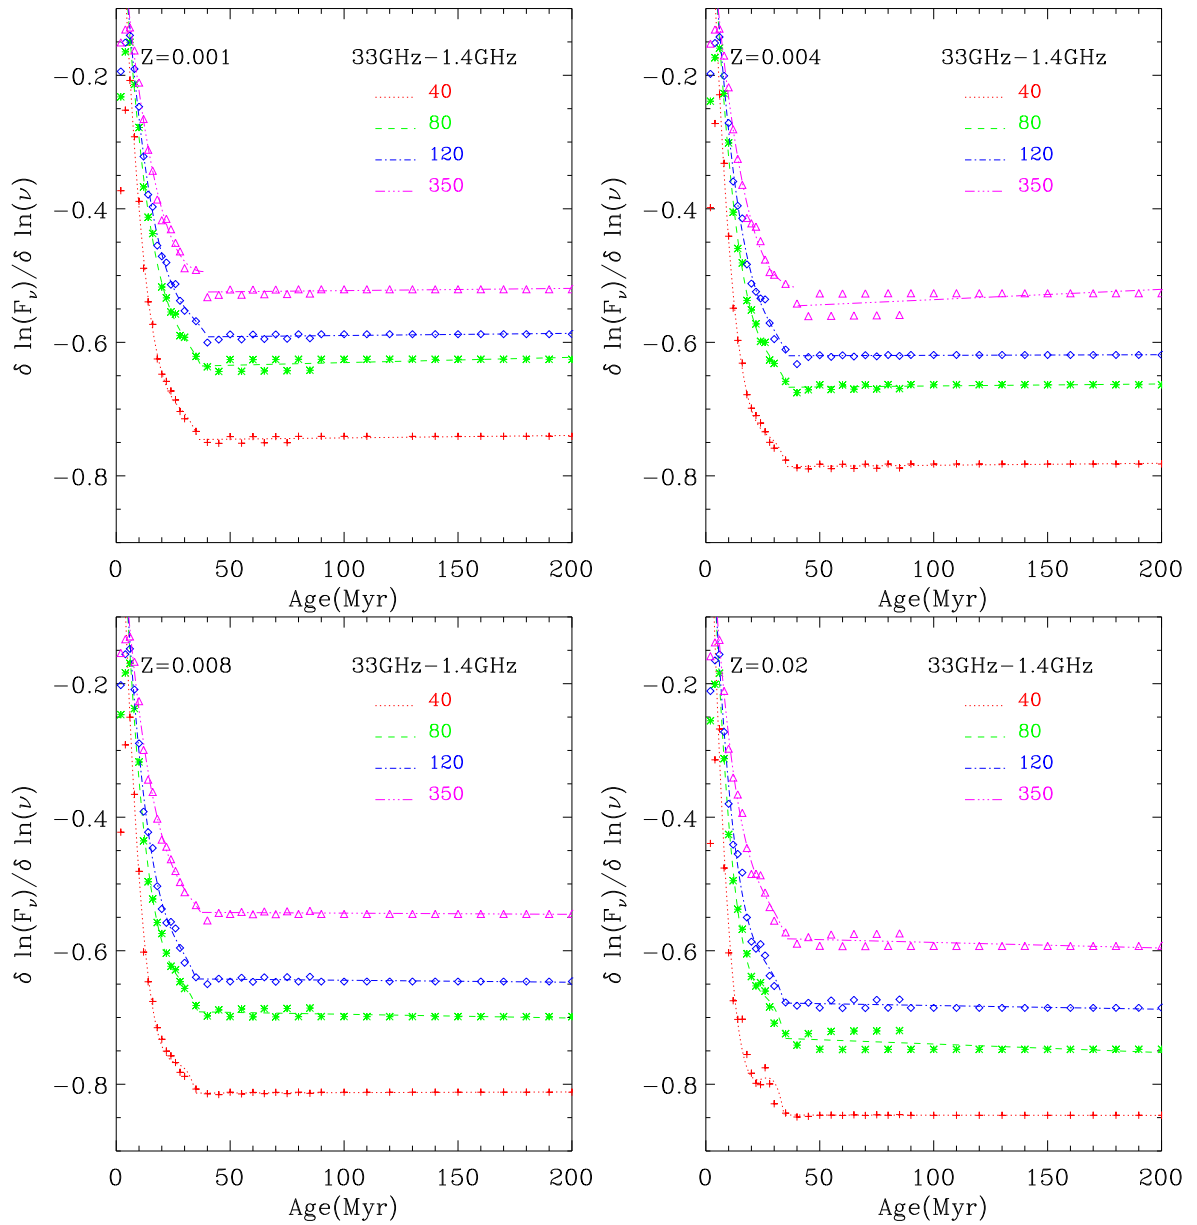 Z=0.001 33GHz−1.4GHz
40
80
120
350
−0.2
−0.4
−0.6
−0.8
δ ln(Fν)/δ ln(ν)
0 50 100 150 200
Age(Myr)
Z=0.004 33GHz−1.4GHz
40
80
120
350
−0.2
−0.4
−0.6
−0.8
δ ln(Fν)/δ ln(ν)
0 50 100 150 200
Age(Myr)
Z=0.008 33GHz−1.4GHz
40
80
120
350
−0.2
−0.4
−0.6
−0.8
δ ln(Fν)/δ ln(ν)
0 50 100 150 200
Age(Myr)
Z=0.02 33GHz−1.4GHz
40
80
120
350
−0.2
−0.4
−0.6
−0.8
δ ln(Fν)/δ ln(ν)
0 50 100 150 200
Age(Myr)